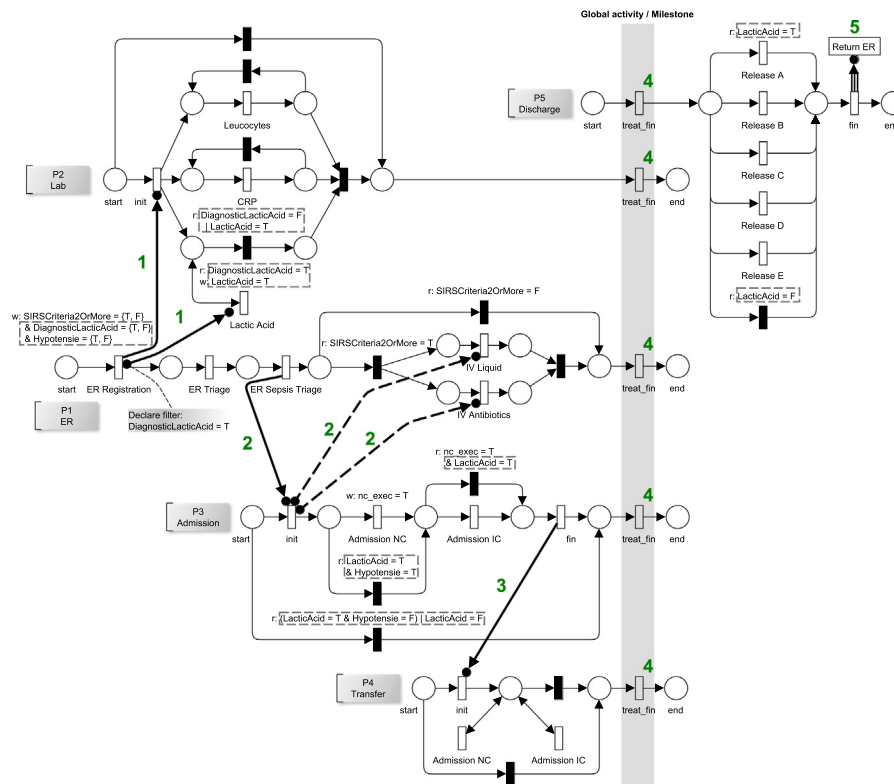 Global activity / Milestone
r: LacticAcid = T
5
Return ER
Release A
4
P5
Discharge
start
treat_fin
Release B
fin
en
Leucocytes
Release C
4
P2
Lab
start
init
CRP
treat_fin
end
Release D
r: DiagnosticLacticAcid = F
| LacticAcid = T
Release E
1
r: DiagnosticLacticAcid = T
w: LacticAcid = T
r: LacticAcid = F
r: SIRSCriteria2OrMore = F
w: SIRSCriteria2OrMore = {T, F}
& DiagnosticLacticAcid = {T, F}
& Hypotensie = {T, F}
1
Lactic Acid
r: SIRSCriteria2OrMore = T
4
IV Liquid
start
ER Registration
ER Triage
ER Sepsis Triage
treat_fin
end
P1
ER
Declare filter:
DiagnosticLacticAcid = T
IV Antibiotics
2
2
2
r: nc_exec = T
& LacticAcid = T
w: nc_exec = T
4
P3
Admission
start
init
Admission NC
Admission IC
fin
treat_fin
end
r: LacticAcid = T
& Hypotensie = T
3
r: (LacticAcid = T & Hypotensie = F) | LacticAcid = F
4
P4
Transfer
start
init
treat_fin
end
Admission NC
Admission IC